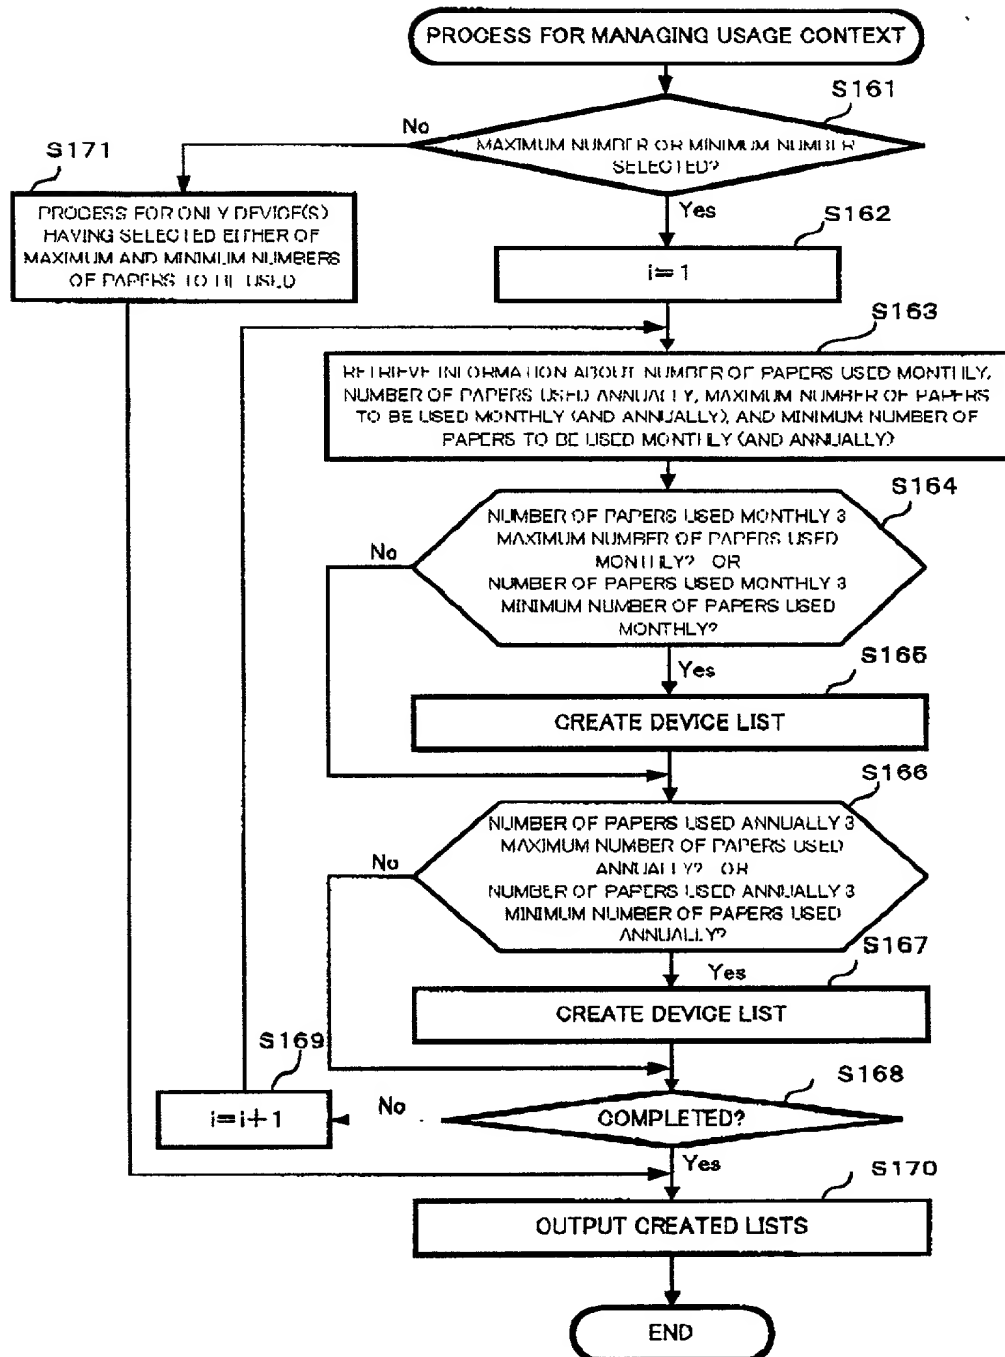 PROCESS FOR MANAGING USAGE CONTEXT
S161
No
MAXIMUM NUMBER OR MINIMUM NUMBER
SELECTED?
S171
Yes
S162
PROCESS FOR ONLY DEVICE(S)
HAVING SELECTED EITHER OF
MAXIMUM AND MINIMUM NUMBERS
OF PAPERS TO BE USED
i=1
S163
RETRIEVE INFORMATION ABOUT NUMBER OF PAPERS USED MONTHLY,
NUMBER OF PAPERS USED ANNUALLY, MAXIMUM NUMBER OF PAPERS
TO BE USED MONTHLY (AND ANNUALLY), AND MINIMUM NUMBER OF
PAPERS TO BE USED MONTHLY (AND ANNUALLY)
S164
NUMBER OF PAPERS USED MONTHLY 3
MAXIMUM NUMBER OF PAPERS USED
MONTHLY? OR
NUMBER OF PAPERS USED MONTHLY 3
MINIMUM NUMBER OF PAPERS USED
MONTHLY?
No
Yes
S165
CREATE DEVICE LIST
S166
NUMBER OF PAPERS USED ANNUALLY 3
MAXIMUM NUMBER OF PAPERS USED
ANNUALLY? OR
NUMBER OF PAPERS USED ANNUALLY 3
MINIMUM NUMBER OF PAPERS USED
ANNUALLY?
No
Yes
S167
CREATE DEVICE LIST
S169
S168
i=i+1
No
COMPLETED?
Yes
S170
OUTPUT CREATED LISTS
END